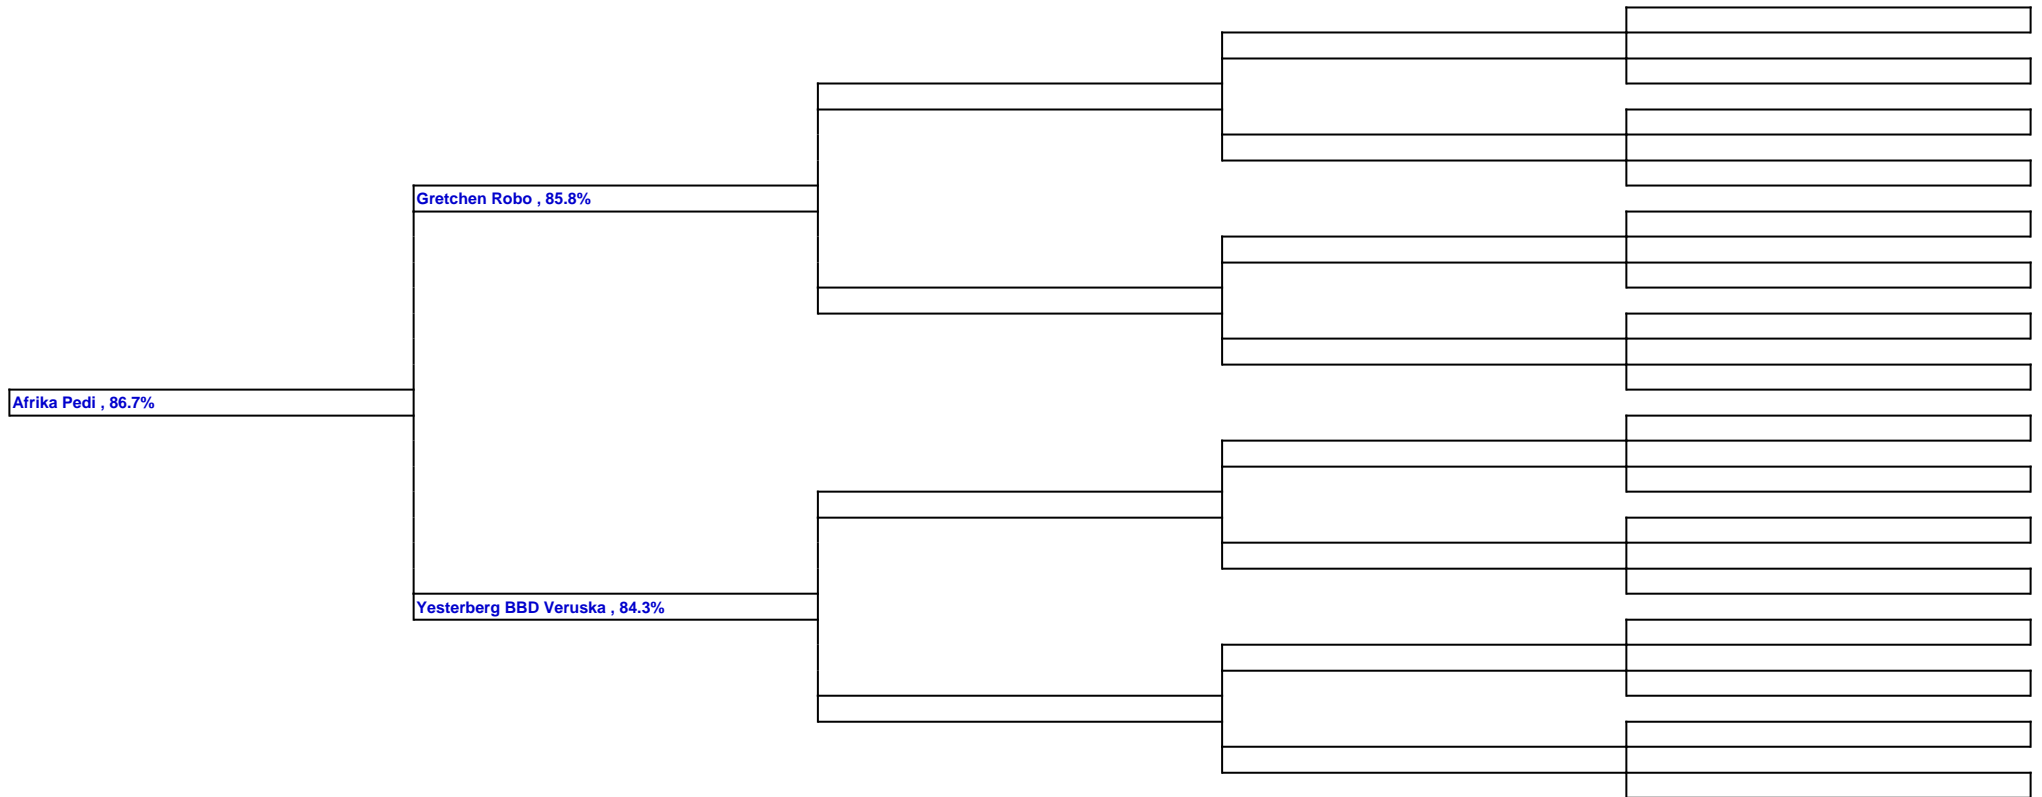 Gretchen Robo , 85.8%
Afrika Pedi , 86.7%
Yesterberg BBD Veruska , 84.3%